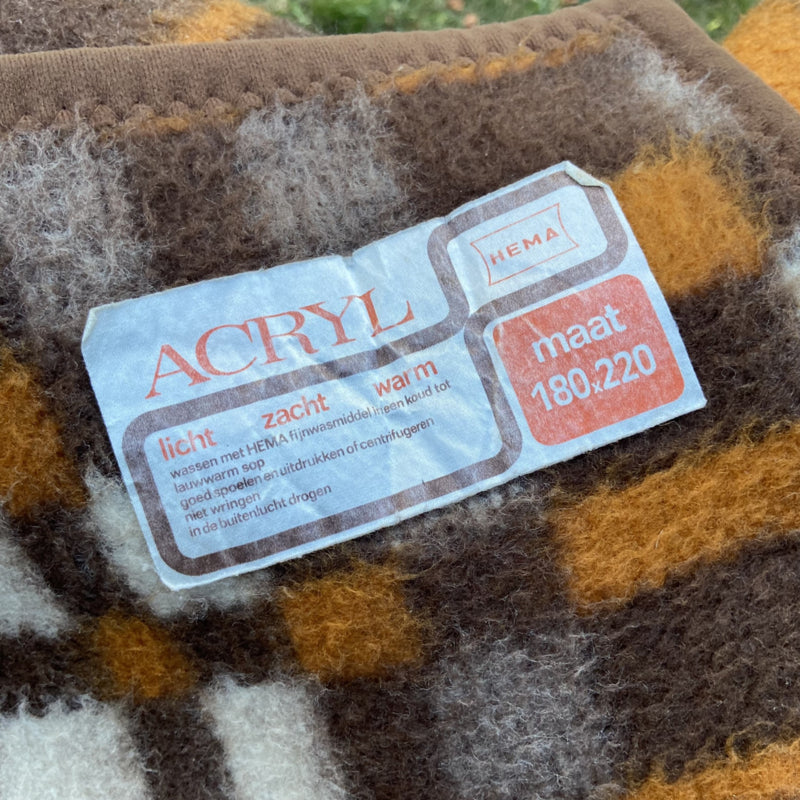 ACRYL
HEMA
licht zacht warm
wassen met HEMA fijnwasmiddel in een koud tot
lauwwarm sop
goed spoelen en uitdrukken of centrifugeren
niet wringen
in de buitenlucht drogen
maat
180x220